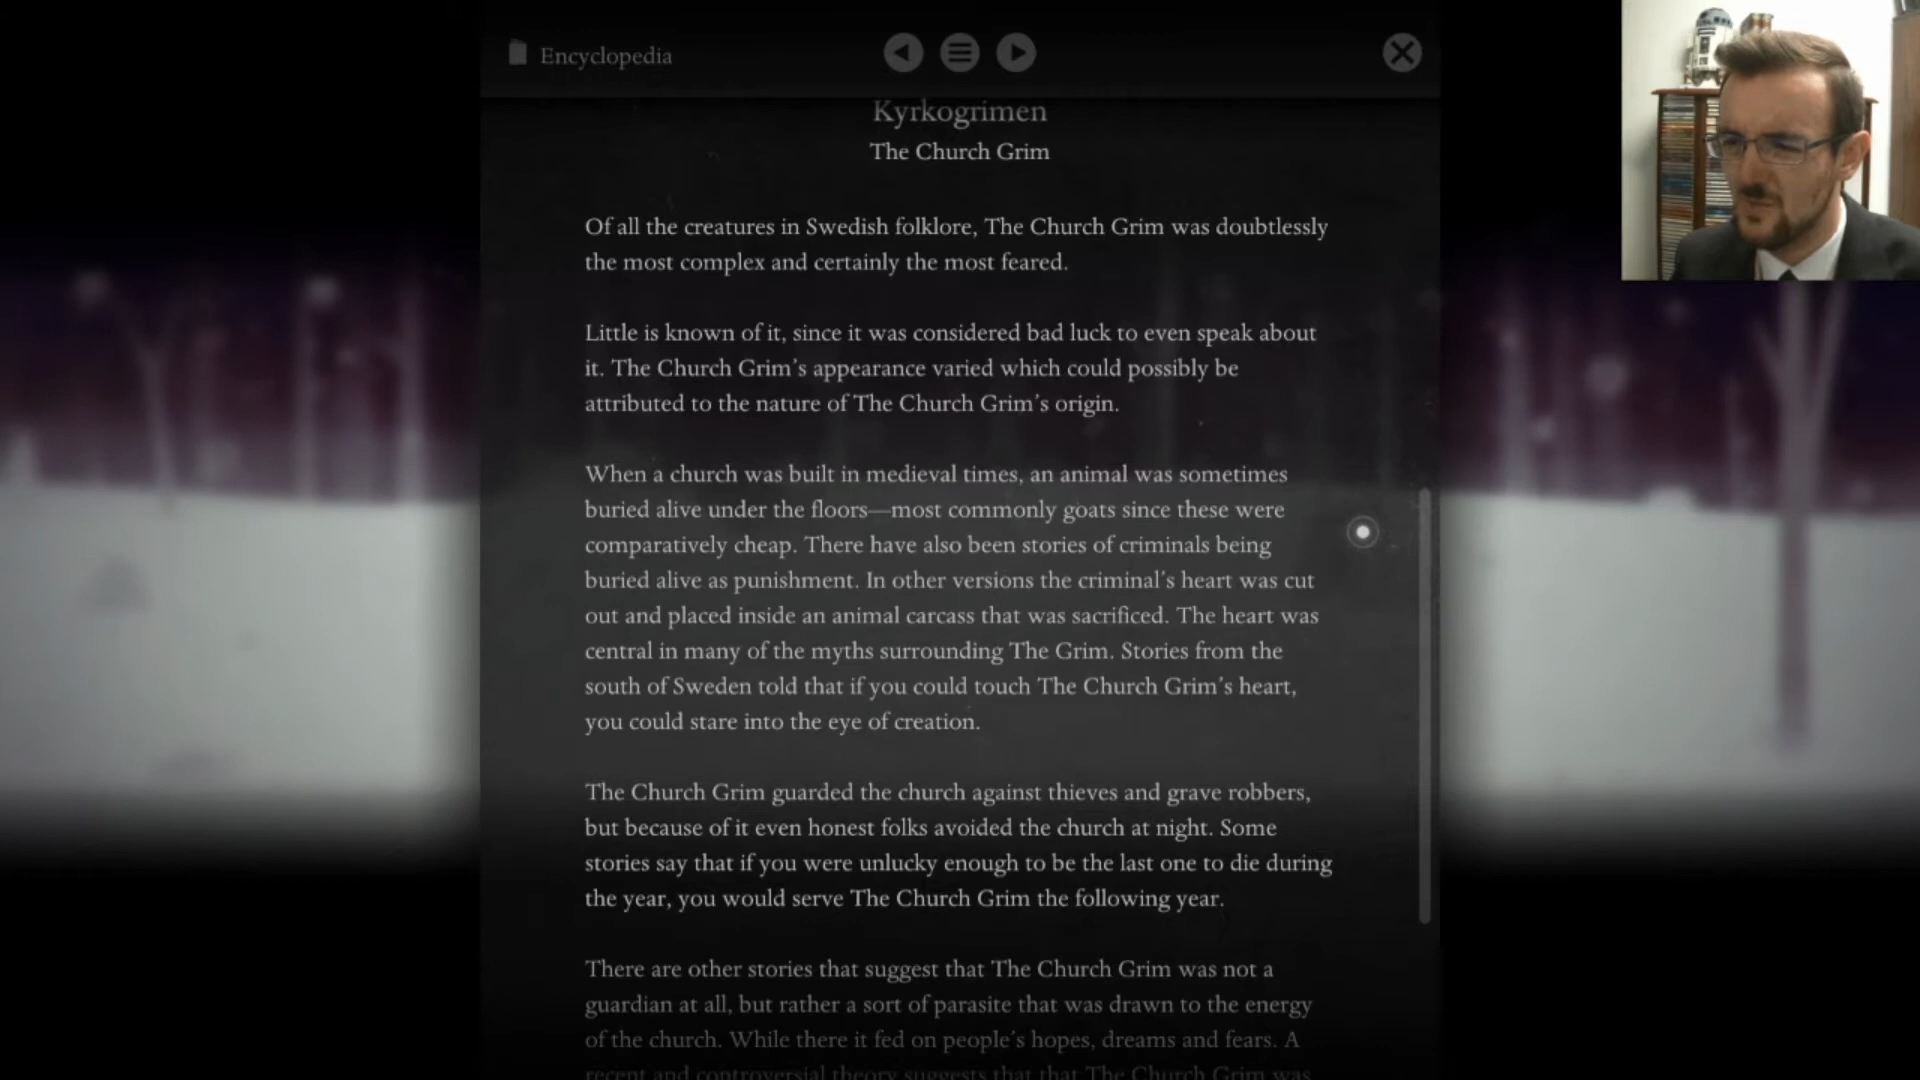 Encyclopedia
Kyrkogrimen
The Church Grim
Of all the creatures in Swedish folklore, The Church Grim was doubtlessly
the most complex and certainly the most feared.
Little is known of it, since it was considered bad luck to even speak about
it. The Church Grim's appearance varied which could possibly be
attributed to the nature of The Church Grim's origin.
When a church was built in medieval times, an animal was sometimes
buried alive under the floors—most commonly goats since these were
comparatively cheap. There have also been stories of criminals being
buried alive as punishment. In other versions the criminal's heart was cut
out and placed inside an animal carcass that was sacrificed. The heart was
central in many of the myths surrounding The Grim. Stories from the
south of Sweden told that if you could touch The Church Grim's heart,
you could stare into the eye of creation.
The Church Grim guarded the church against thieves and grave robbers,
but because of it even honest folks avoided the church at night. Some
stories say that if you were unlucky enough to be the last one to die during
the year, you would serve The Church Grim the following year.
There are other stories that suggest that The Church Grim was not a
guardian at all, but rather a sort of parasite that was drawn to the energy
of the church. While there it fed on people's hopes, dreams and fears. A
recent and controversial theory suggests that that The Church Grim was